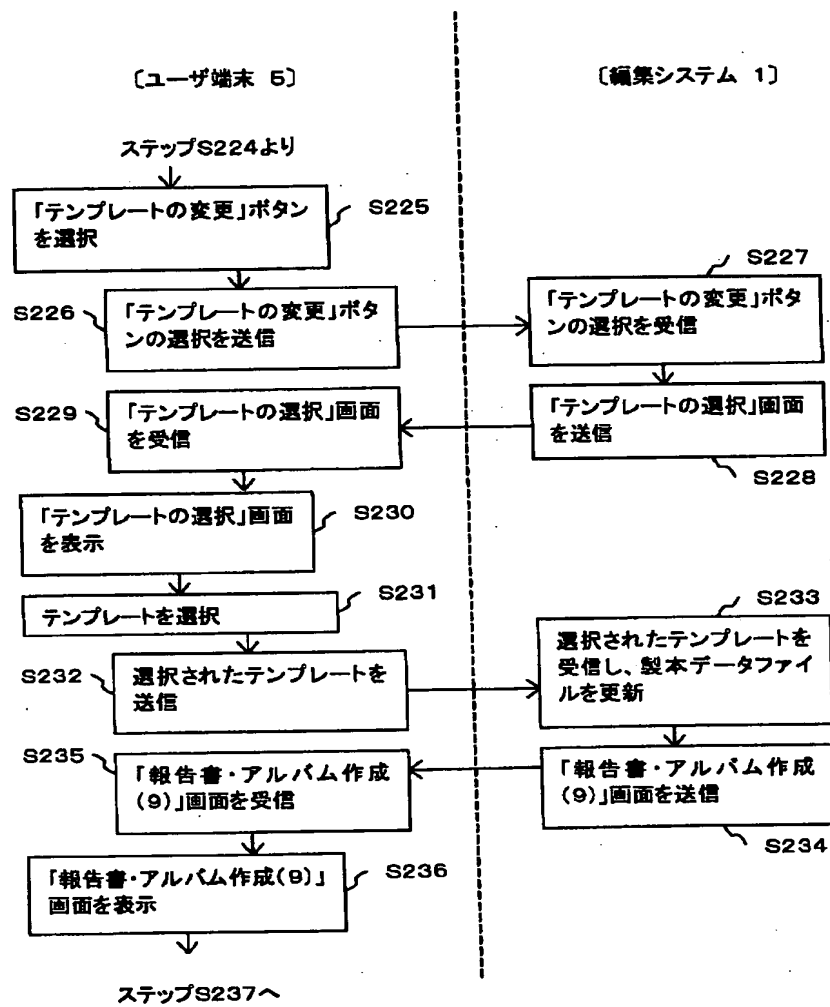 〔ユーザ端末 5〕
〔編集システム 1〕
ステップS224より
「テンプレートの変更」ボタン
を選択
S225
S226
「テンプレートの変更」ボタ
ンの選択を送信
S227
「テンプレートの変更」ボタ
ンの選択を受信
「テンプレートの選択」画面
を送信
S228
S229
「テンプレートの選択」画面
を受信
「テンプレートの選択」画面
を表示
S230
テンプレートを選択
S231
S232
選択されたテンプレートを
送信
S233
選択されたテンプレートを
受信し、製本データファイ
ルを更新
「報告書・アルバム作成
(9)」画面を送信
S234
S235
「報告書・アルバム作成
(9)」画面を受信
「報告書・アルバム作成(9)」
画面を表示
S236
ステップS237へ